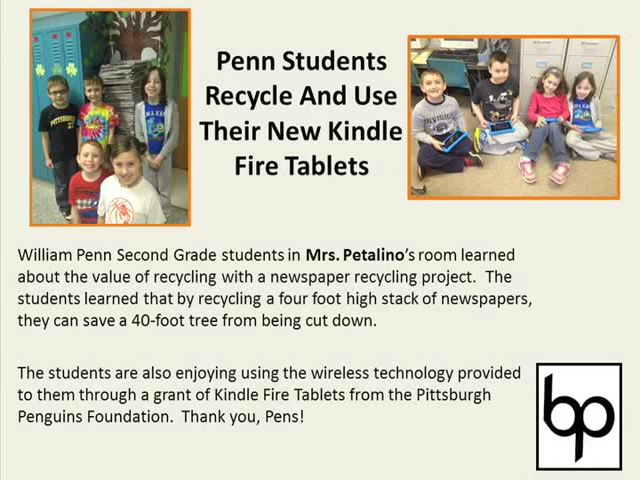 Penn Students
Recycle And Use
Their New Kindle
Fire Tablets
William Penn Second Grade students in Mrs. Petalino's room learned
about the value of recycling with a newspaper recycling project. The
students learned that by recycling a four foot high stack of newspapers,
they can save a 40-foot tree from being cut down.
The students are also enjoying using the wireless technology provided
to them through a grant of Kindle Fire Tablets from the Pittsburgh
Penguins Foundation. Thank you, Pens!
bp